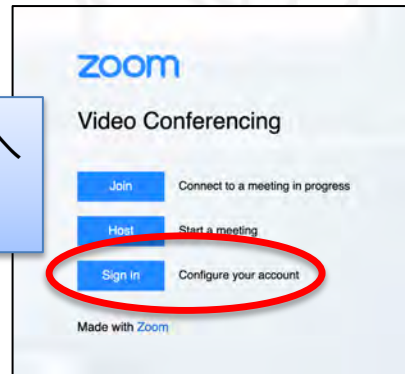 zoom
Video Conferencing
Join Connect to a meeting in progress
Host Start a meeting
Sign In Configure your account
Made with Zoom